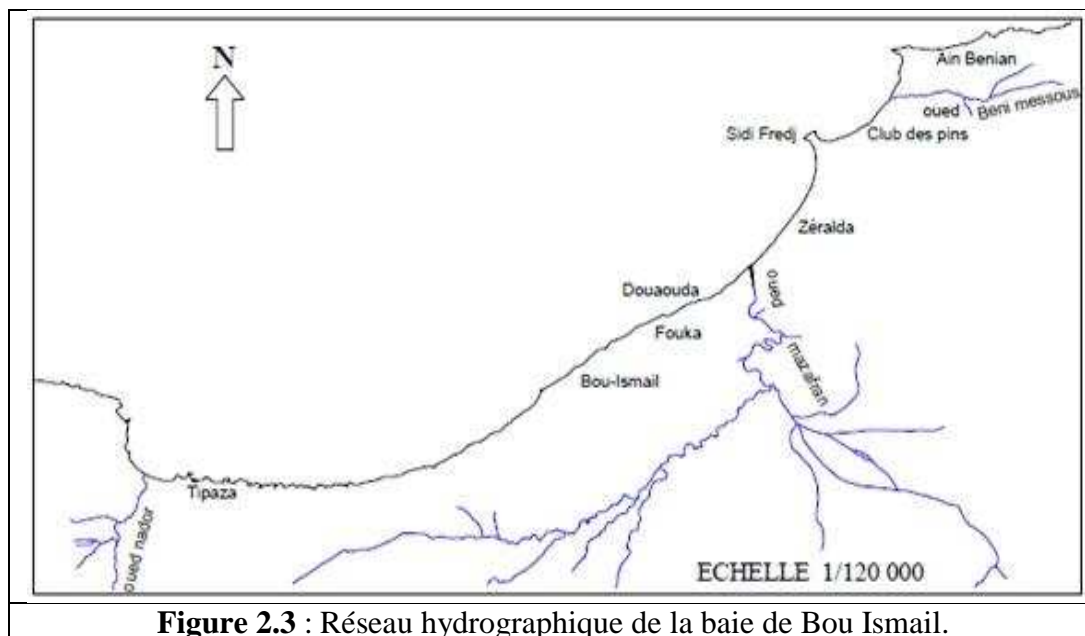 N
Ain Benian
oued Beni messous
Sidi Fredj
Club des pins
Zéralda
oued mazafran
Douaouda
Fouka
Bou-Ismail
Tipaza
oued nador
ECHELLE 1/120 000
Figure 2.3 : Réseau hydrographique de la baie de Bou Ismail.